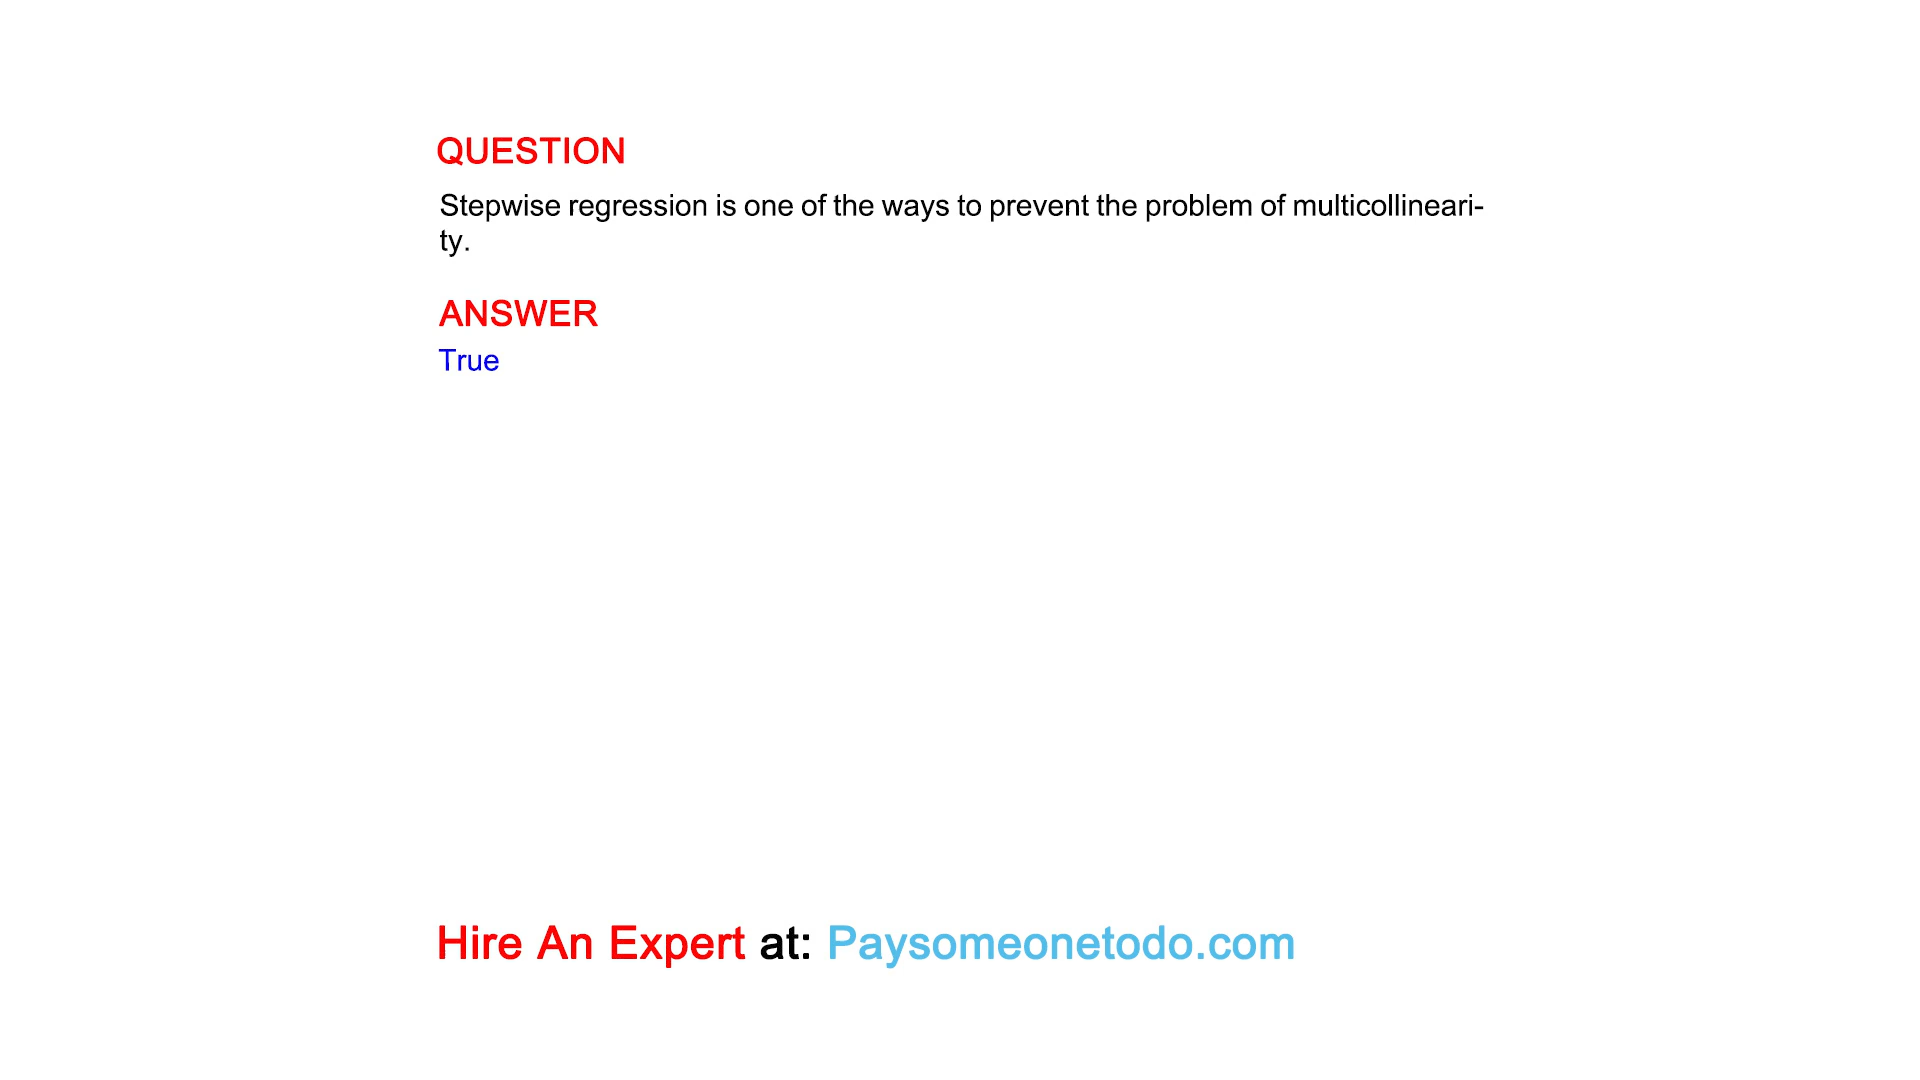 QUESTION
Stepwise regression is one of the ways to prevent the problem of multicollineari-
ty.
ANSWER
True
Hire An Expert at: Paysomeonetodo.com